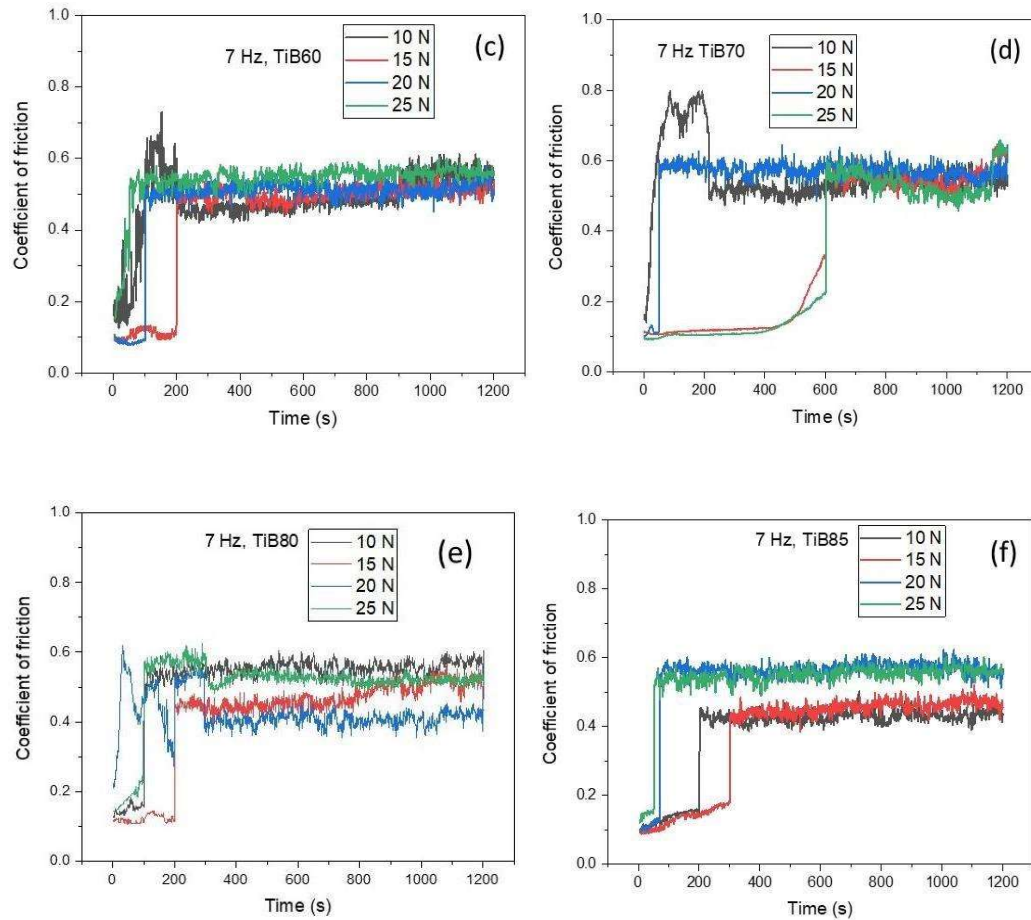 1.0
0.8
0.6
0.4
0.2
0.0
Coefficient of friction
7 Hz, TiB60
10 N
15 N
20 N
25 N
(c)
0 200 400 600 800 1000 1200
Time (s)
1.0
0.8
0.6
0.4
0.2
0.0
Coefficient of friction
7 Hz TiB70
10 N
15 N
20 N
25 N
(d)
0 200 400 600 800 1000 1200
Time (s)
1.0
0.8
0.6
0.4
0.2
0.0
Coefficient of friction
7 Hz, TiB80
10 N
15 N
20 N
25 N
(e)
0 200 400 600 800 1000 1200
Time (s)
1.0
0.8
0.6
0.4
0.2
0.0
Coefficient of friction
7 Hz, TiB85
10 N
15 N
20 N
25 N
(f)
0 200 400 600 800 1000 1200
Time (s)